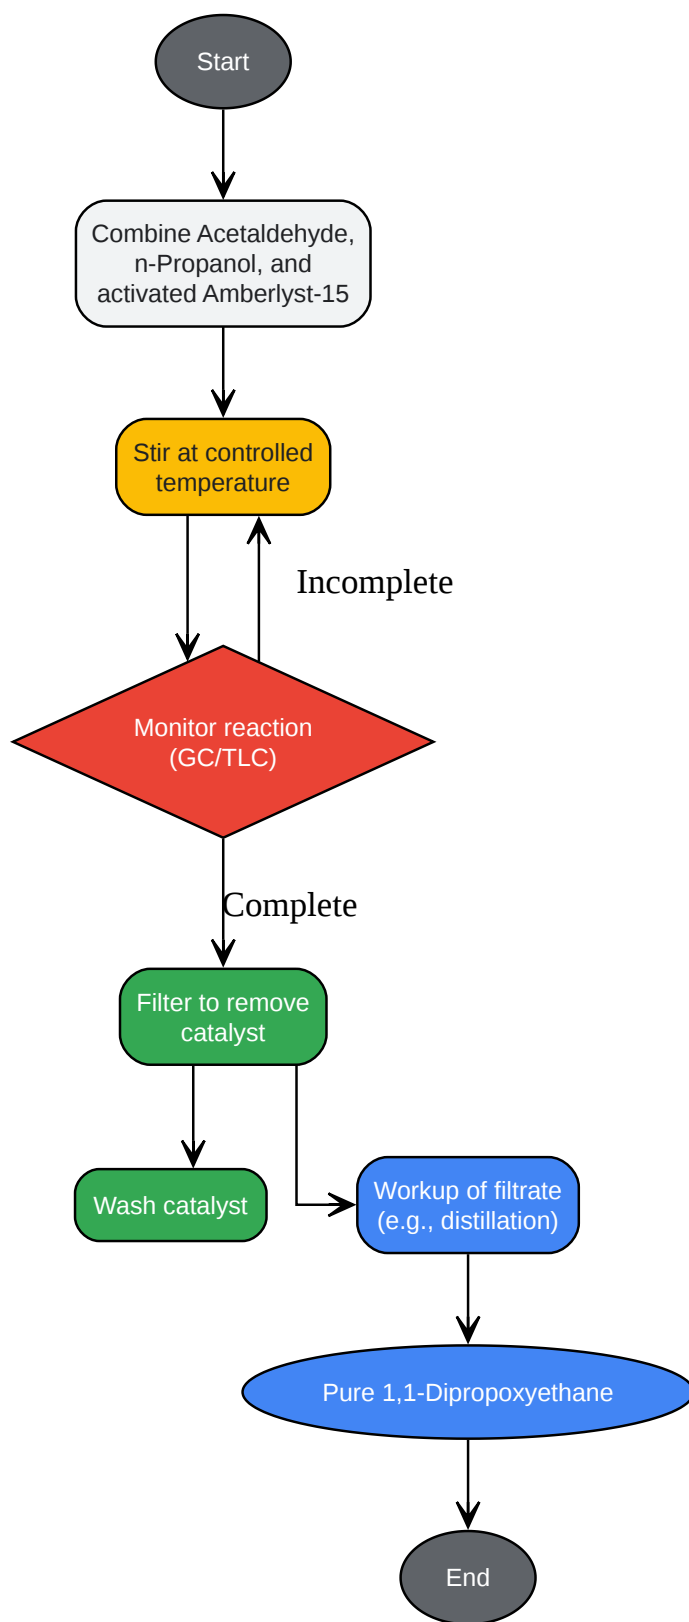 Start
Combine Acetaldehyde,
n-Propanol, and
activated Amberlyst-15
Stir at controlled
temperature
Incomplete
Monitor reaction
(GC/TLC)
Complete
Filter to remove
catalyst
Wash catalyst
Workup of filtrate
(e.g., distillation)
Pure 1,1-Dipropoxyethane
End